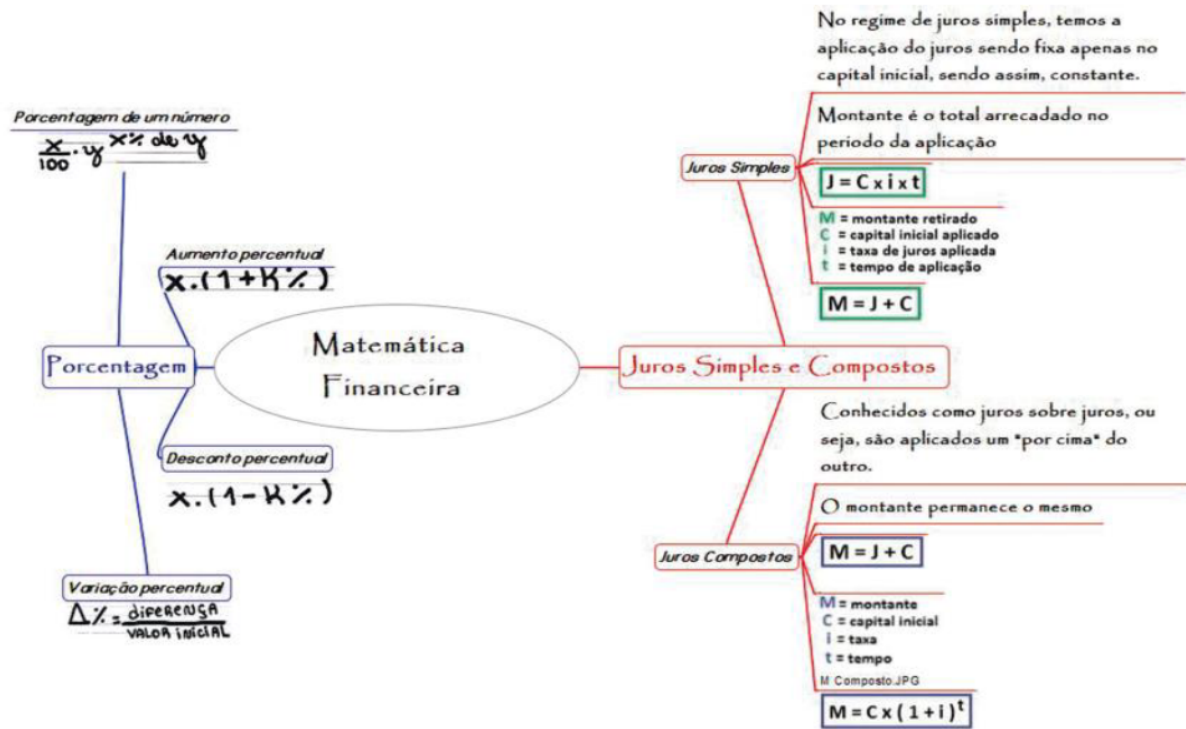 Matemática
Financeira
Porcentagem
Porcentagem de um número
x/100 . y x% de y
Aumento percentual
x.(1+K%)
Desconto percentual
x.(1-K%)
Variação percentual
Δ%= DIFERENÇA/VALOR INICIAL
Juros Simples e Compostos
Juros Simples
No regime de juros simples, temos a
aplicação do juros sendo fixa apenas no
capital inicial, sendo assim, constante.
Montante é o total arrecadado no
periodo da aplicação
J = C x i x t
M = montante retirado
C = capital inicial aplicado
i = taxa de juros aplicada
t = tempo de aplicação
M = J + C
Juros Compostos
Conhecidos como juros sobre juros, ou
seja, são aplicados um "por cima" do
outro.
O montante permanece o mesmo
M = J + C
M = montante
C = capital inicial
i = taxa
t = tempo
M Composto.JPG
M = C x ( 1 + i )^t